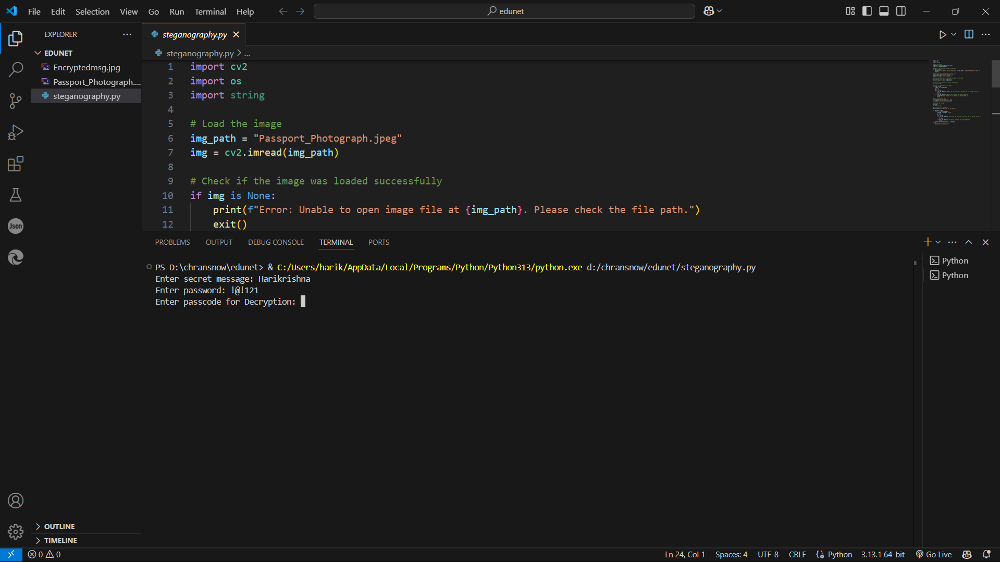 File Edit Selection View Go Run Terminal Help
edunet
EXPLORER
EDUNET
Encryptedmsg.jpg
Passport_Photograph....
steganography.py
steganography.py
steganography.py > ...
1 import cv2
2 import os
3 import string
4
5 # Load the image
6 img_path = "Passport_Photograph.jpeg"
7 img = cv2.imread(img_path)
8
9 # Check if the image was loaded successfully
10 if img is None:
11 print(f"Error: Unable to open image file at {img_path}. Please check the file path.")
12 exit()
PROBLEMS OUTPUT DEBUG CONSOLE TERMINAL PORTS
PS D:\chransnow\edunet> & C:/Users/harik/AppData/Local/Programs/Python/Python313/python.exe d:/chransnow/edunet/steganography.py
Enter secret message: Harikrishna
Enter password: !@!121
Enter passcode for Decryption:
Python
Python
Json
OUTLINE
TIMELINE
0 0
Ln 24, Col 1 Spaces: 4 UTF-8 CRLF {} Python 3.13.1 64-bit Go Live